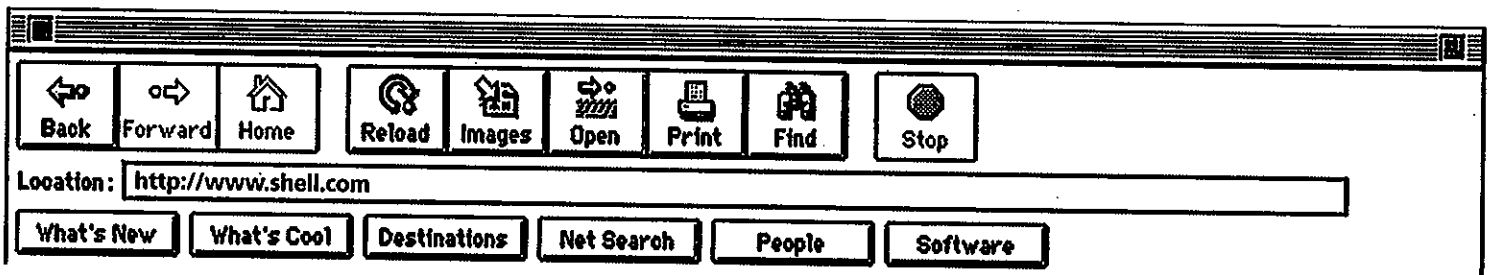 Back Forward Home Reload Images Open Print Find Stop
Location: http://www.shell.com
What's New What's Cool Destinations Net Search People Software